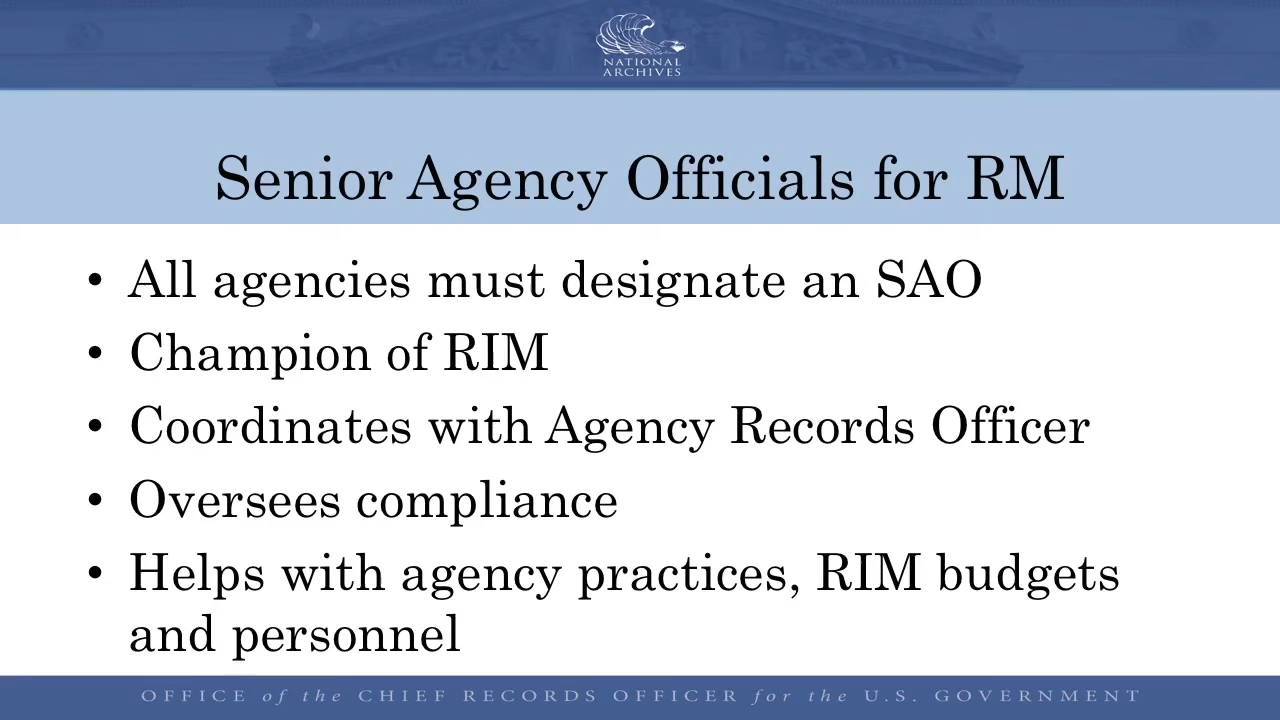 NATIONAL
ARCHIVES
Senior Agency Officials for RM
• All agencies must designate an SAO
• Champion of RIM
• Coordinates with Agency Records Officer
• Oversees compliance
• Helps with agency practices, RIM budgets
and personnel
OFFICE of the CHIEF RECORDS OFFICER for the U.S. GOVERNMENT